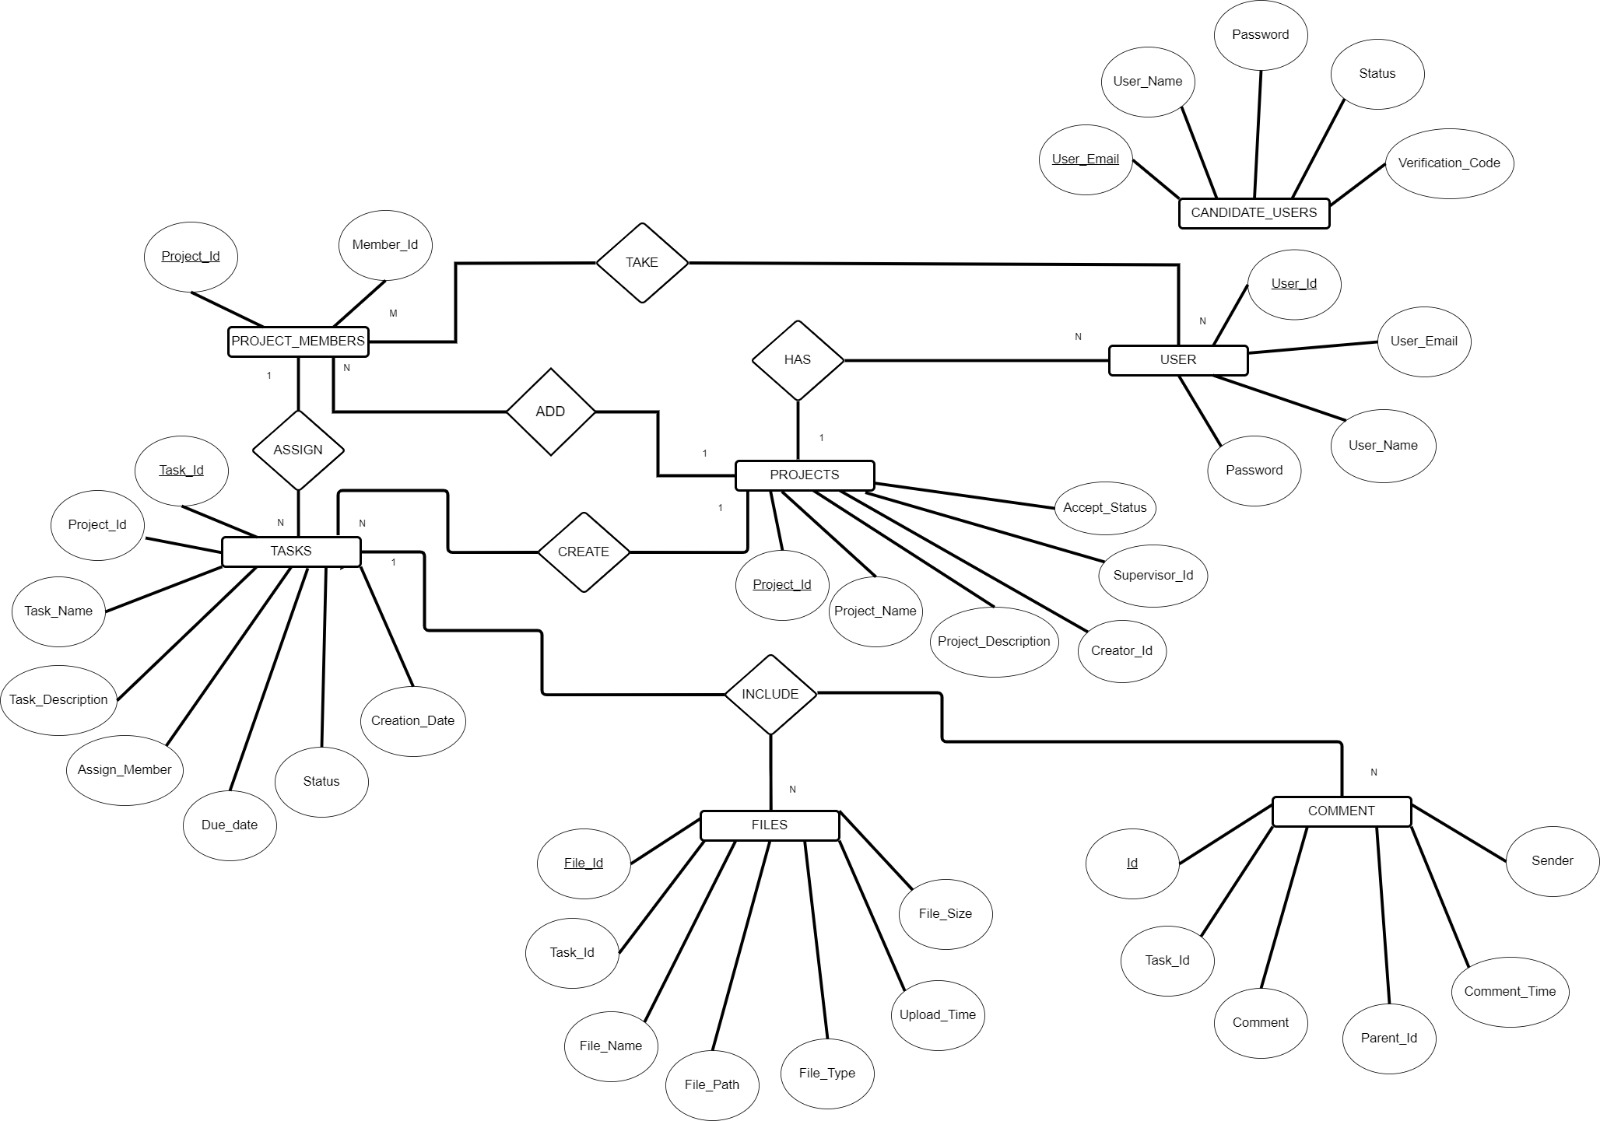 Password
Status
User_Name
User_Email
Verification_Code
CANDIDATE_USERS
Project_Id
Member_Id
TAKE
User_Id
M
N
PROJECT_MEMBERS
N
User_Email
HAS
USER
1
N
ADD
1
1
User_Name
ASSIGN
Task_Id
Password
PROJECTS
Project_Id
N
N
1
Accept_Status
TASKS
CREATE
1
Supervisor_Id
Project_Id
Task_Name
Project_Name
Project_Description
Creator_Id
Task_Description
INCLUDE
Creation_Date
Assign_Member
Status
N
N
Due_date
FILES
COMMENT
File_Id
Id
Sender
File_Size
Task_Id
Task_Id
Comment_Time
Upload_Time
Comment
File_Name
Parent_Id
File_Type
File_Path